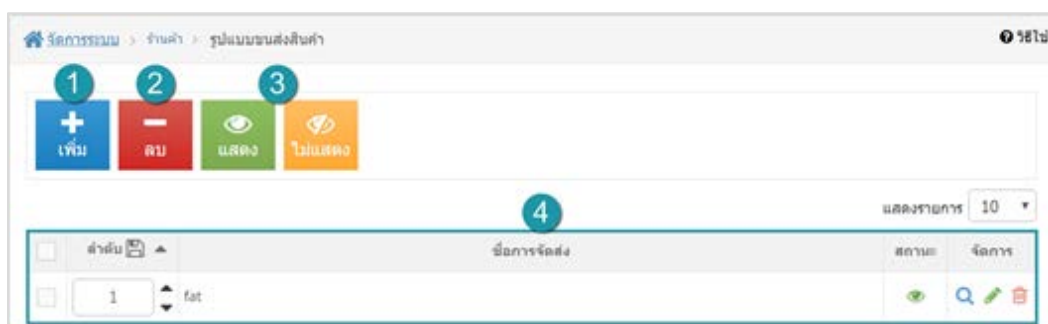 จัดการระบบ > ร้านค้า > รูปแบบขนส่งสินค้า
วิธีใช้
1 2 3
เพิ่ม ลบ แสดง ไม่แสดง
แสดงรายการ 10
4
ลำดับ ชื่อการจัดส่ง สถานะ จัดการ
1 fat